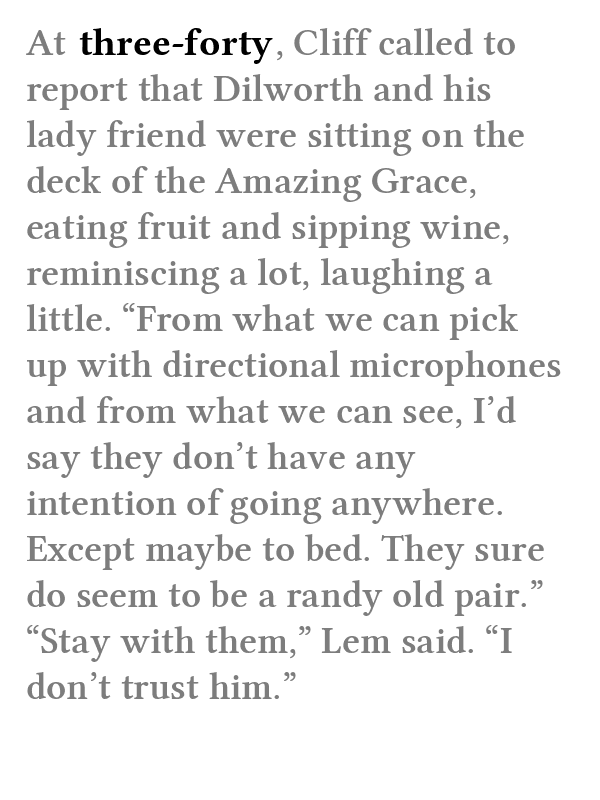 At three-forty, Cliff called to
report that Dilworth and his
lady friend were sitting on the
deck of the Amazing Grace,
eating fruit and sipping wine,
reminiscing a lot, laughing a
little. “From what we can pick
up with directional microphones
and from what we can see, I’d
say they don’t have any
intention of going anywhere.
Except maybe to bed. They sure
do seem to be a randy old pair.”
“Stay with them,” Lem said. “I
don’t trust him.”